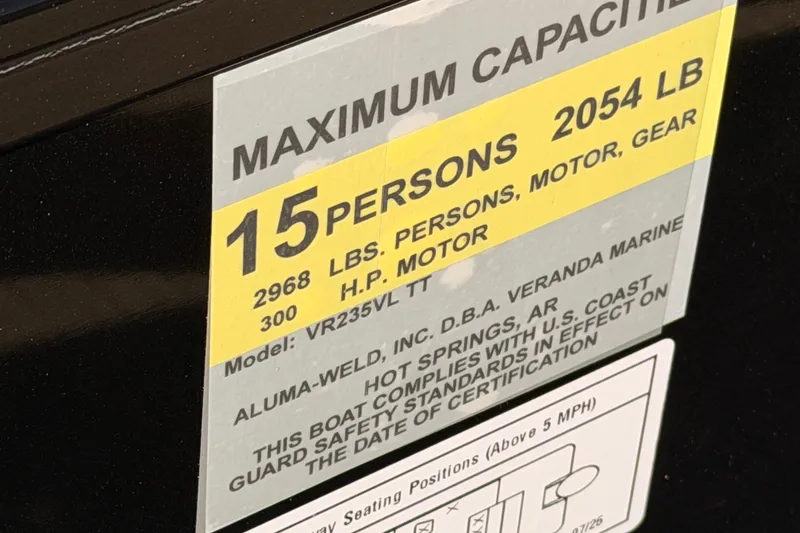 MAXIMUM CAPACITIE
15 PERSONS 2054 LB
2968 LBS. PERSONS, MOTOR, GEAR
300 H.P. MOTOR
Model: VR235VL TT
ALUMA-WELD, INC. D.B.A. VERANDA MARINE
HOT SPRINGS, AR
THIS BOAT COMPLIES WITH U.S. COAST
GUARD SAFETY STANDARDS IN EFFECT ON
THE DATE OF CERTIFICATION
way Seating Positions (Above 5 MPH)